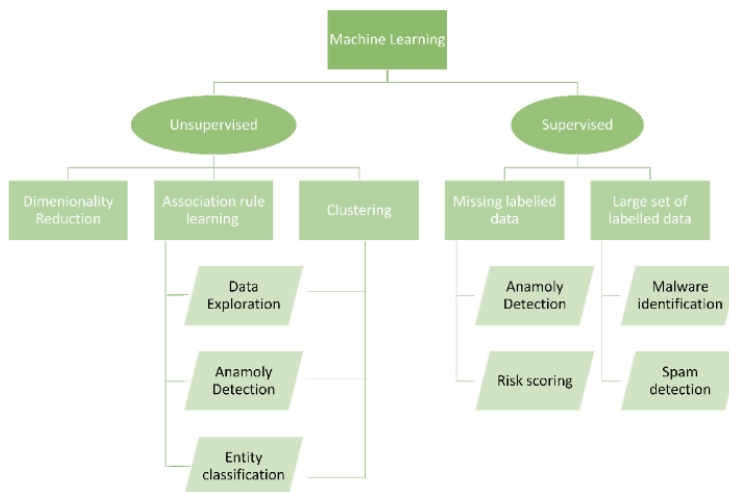 Machine Learning
Unsupervised
Supervised
Dimenionality
Reduction
Association rule
learning
Clustering
Missing labelled
data
Large set of
labelled data
Data
Exploration
Anamoly
Detection
Entity
classification
Anamoly
Detection
Risk scoring
Malware
identification
Spam
detection